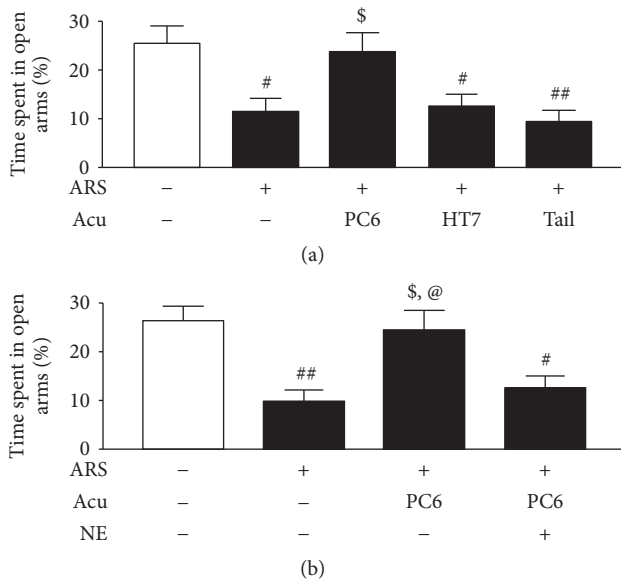 Time spent in open
arms (%)
30
20
10
0
# $ # ##
ARS − + + + +
Acu − − PC6 HT7 Tail
(a)
Time spent in open
arms (%)
30
20
10
0
## $, @ #
ARS − + + +
Acu − − PC6 PC6
NE − − − +
(b)